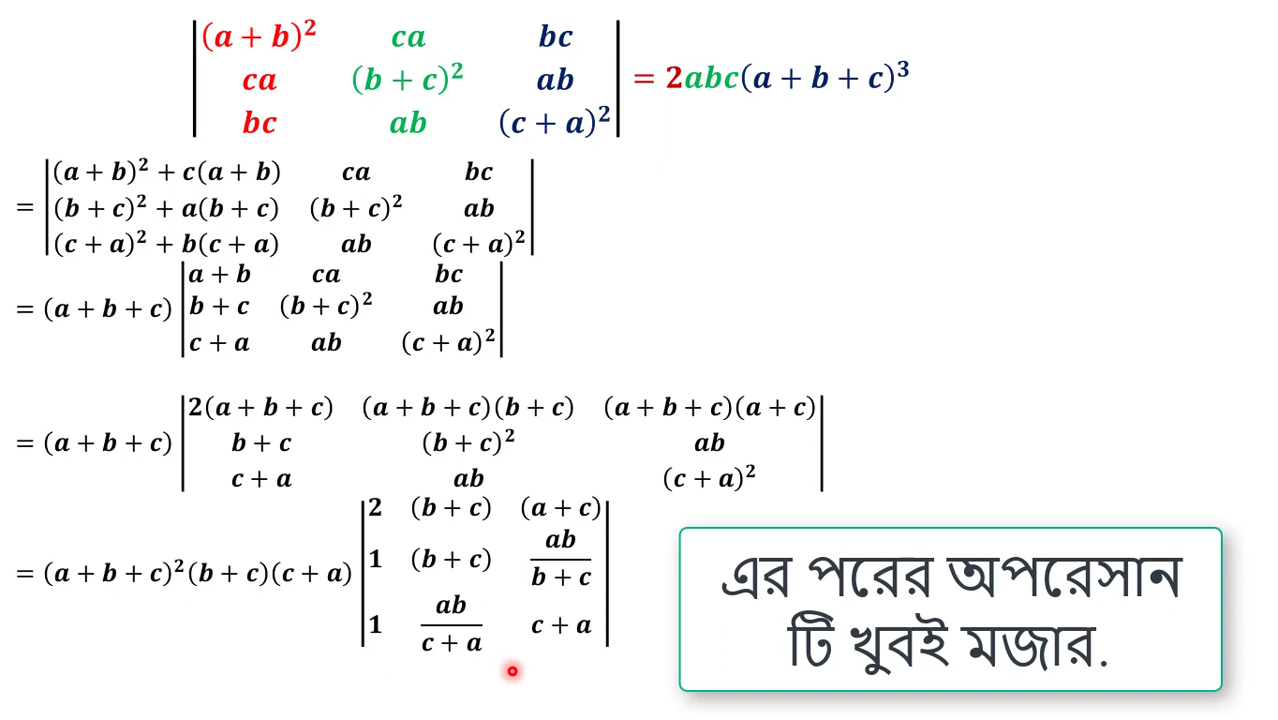 |(a + b)² ca bc|
|ca (b + c)² ab| = 2abc(a + b + c)³
|bc ab (c + a)²|
|(a + b)² + c(a + b) ca bc|
= |(b + c)² + a(b + c) (b + c)² ab|
|(c + a)² + b(c + a) ab (c + a)²|
|a + b ca bc|
= (a + b + c) |b + c (b + c)² ab|
|c + a ab (c + a)²|
|2(a + b + c) (a + b + c)(b + c) (a + b + c)(a + c)|
= (a + b + c) |b + c (b + c)² ab|
|c + a ab (c + a)²|
|2 (b + c) (a + c)|
= (a + b + c)²(b + c)(c + a) |1 (b + c) ab/(b + c)|
|1 ab/(c + a) c + a|
এর পরের অপরেসান
টি খুবই মজার.